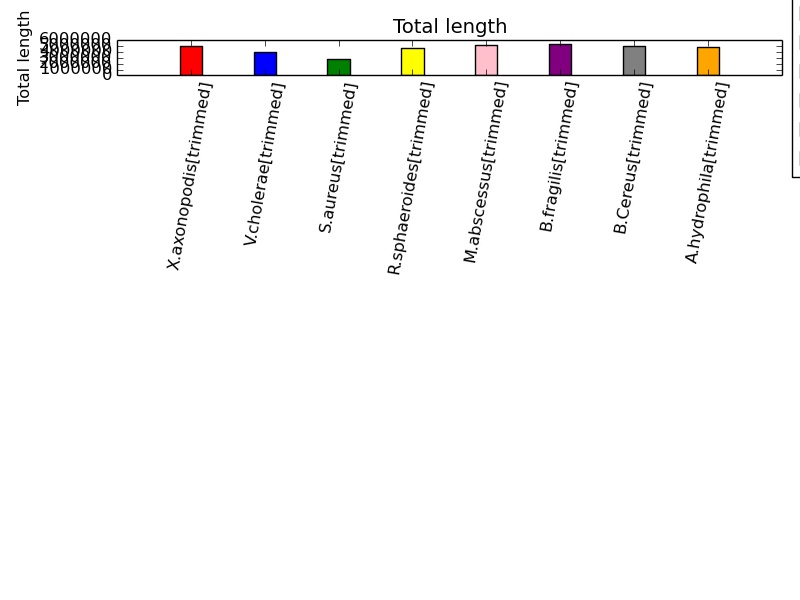 Total length
Total length
6000000
1000000
0
X.axonopodis[trimmed]
V.cholerae[trimmed]
S.aureus[trimmed]
R.sphaeroides[trimmed]
M.abscessus[trimmed]
B.fragilis[trimmed]
B.Cereus[trimmed]
A.hydrophila[trimmed]